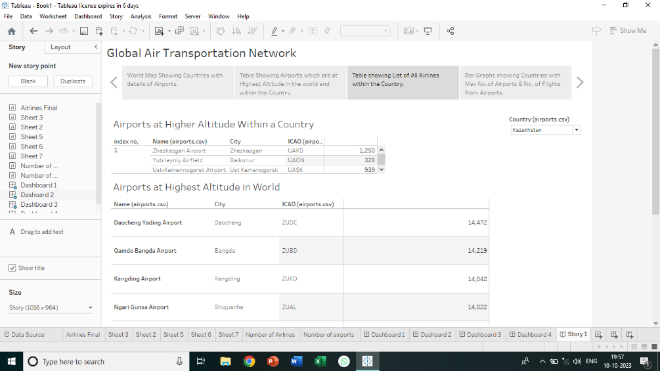 Tableau - Book1 - Tableau license expires in 6 days
File Data Worksheet Dashboard Story Analysis Format Server Window Help
Show Me
Story Layout
New story point
Blank Duplicate
Airlines Final
Sheet 3
Sheet 2
Sheet 5
Sheet 6
Sheet 7
Number of ...
Number of ...
Dashboard 1
Dashboard 2
Dashboard 3
A Drag to add text
Show title
Size
Story (1016 x 964)
Global Air Transportation Network
World Map Showing Countries with
details of Airports.
Table Showing Airports which are at
Highest Altitude in the world and
within the Country.
Table showing List of All Airlines
within the Country.
Bar Graphs showing Countries with
Max No. of Airports & No. of Flights
from Airports.
Airports at Higher Altitude Within a Country
Country (airports.csv)
Kazakhstan
index no. Name (airports.csv) City ICAO (airpo..
1 Zhezkazgan Airport Zhezkazgan UAKD 1,250
Yubileyniy Airfield Baikonur UAON 328
Ust-Kamennogorsk Airport Ust Kamenogorsk UASK 939
Airports at Highest Altitude in World
Name (airports.csv) City ICAO (airports.csv)
Daocheng Yading Airport Daocheng ZUDC 14,472
Qamdo Bangda Airport Bangda ZUBD 14,219
Kangding Airport Kangding ZUKD 14,042
Ngari Gunsa Airport Shiquanhe ZUAL 14,022
Data Source Airlines Final Sheet 3 Sheet 2 Sheet 5 Sheet 6 Sheet 7 Number of Airlines Number of airports Dashboard 1 Dashboard 2 Dashboard 3 Dashboard 4 Story 1
Type here to search
ENG
19:57
10-10-2023